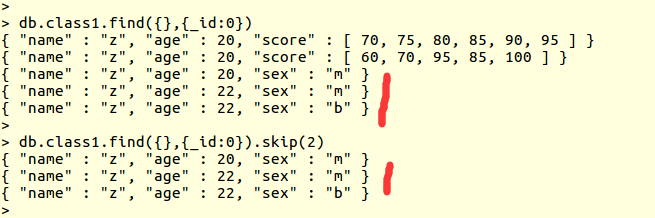 >
> db.class1.find({},{_id:0})
{ "name" : "z", "age" : 20, "score" : [ 70, 75, 80, 85, 90, 95 ] }
{ "name" : "z", "age" : 20, "score" : [ 60, 70, 95, 85, 100 ] }
{ "name" : "z", "age" : 20, "sex" : "m" }
{ "name" : "z", "age" : 22, "sex" : "m" }
{ "name" : "z", "age" : 22, "sex" : "b" }
>
> db.class1.find({},{_id:0}).skip(2)
{ "name" : "z", "age" : 20, "sex" : "m" }
{ "name" : "z", "age" : 22, "sex" : "m" }
{ "name" : "z", "age" : 22, "sex" : "b" }
>